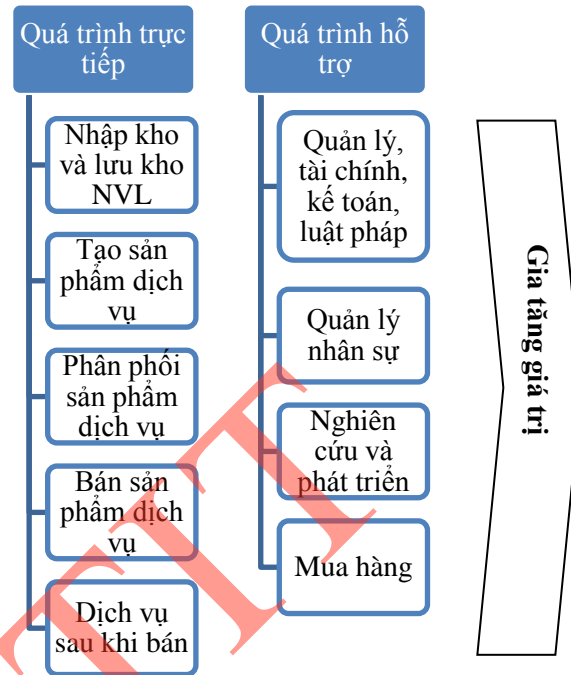 Quá trình trực
tiếp
Nhập kho
và lưu kho
NVL
Tạo sản
phẩm dịch
vụ
Phân phối
sản phẩm
dịch vụ
Bán sản
phẩm dịch
vụ
Dịch vụ
sau khi bán
Quá trình hỗ
trợ
Quản lý,
tài chính,
kế toán,
luật pháp
Quản lý
nhân sự
Nghiên
cứu và
phát triển
Mua hàng
Gia tăng giá trị
TIT